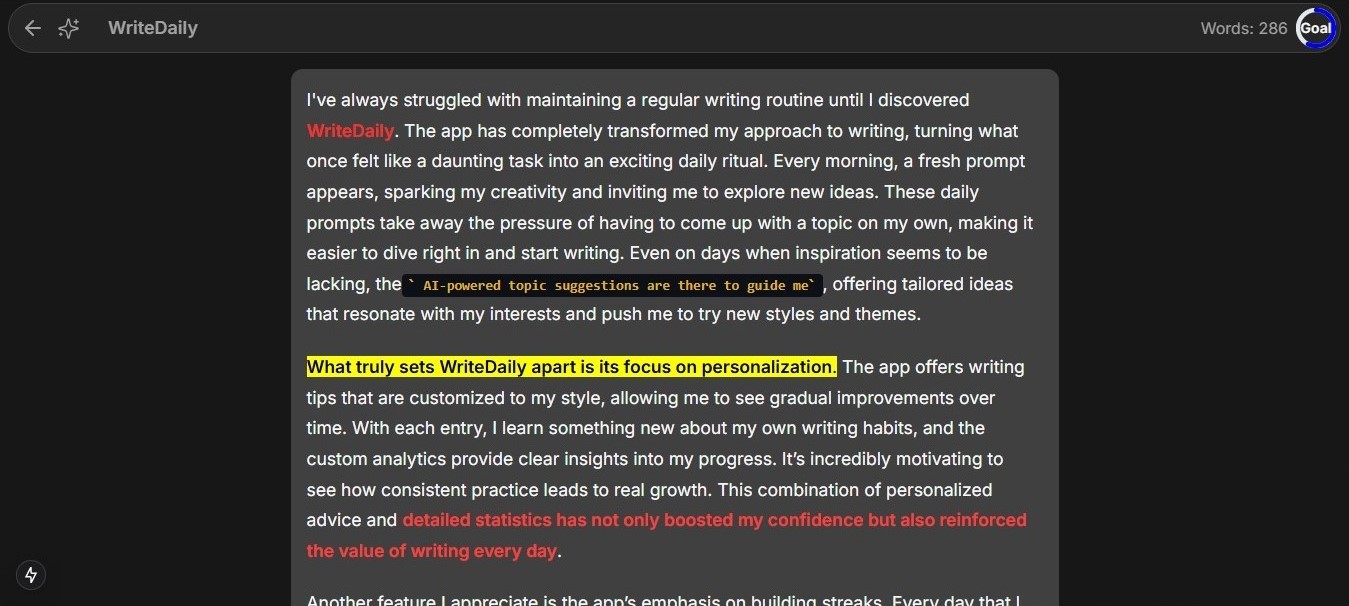 WriteDaily
Words: 286
Goal
I've always struggled with maintaining a regular writing routine until I discovered
WriteDaily. The app has completely transformed my approach to writing, turning what
once felt like a daunting task into an exciting daily ritual. Every morning, a fresh prompt
appears, sparking my creativity and inviting me to explore new ideas. These daily
prompts take away the pressure of having to come up with a topic on my own, making it
easier to dive right in and start writing. Even on days when inspiration seems to be
lacking, the ` AI-powered topic suggestions are there to guide me` , offering tailored ideas
that resonate with my interests and push me to try new styles and themes.
What truly sets WriteDaily apart is its focus on personalization. The app offers writing
tips that are customized to my style, allowing me to see gradual improvements over
time. With each entry, I learn something new about my own writing habits, and the
custom analytics provide clear insights into my progress. It’s incredibly motivating to
see how consistent practice leads to real growth. This combination of personalized
advice and detailed statistics has not only boosted my confidence but also reinforced
the value of writing every day.
Another feature I appreciate is the app’s emphasis on building streaks. Every day that I